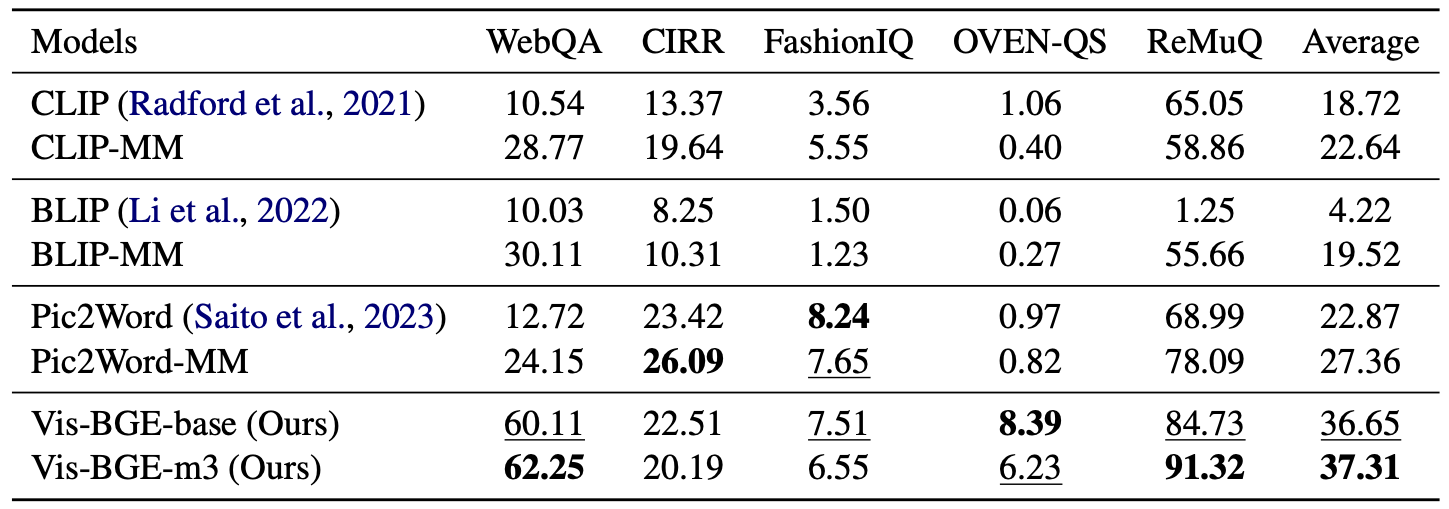 Models WebQA CIRR FashionIQ OVEN-QS ReMuQ Average
CLIP (Radford et al., 2021) 10.54 13.37 3.56 1.06 65.05 18.72
CLIP-MM 28.77 19.64 5.55 0.40 58.86 22.64
BLIP (Li et al., 2022) 10.03 8.25 1.50 0.06 1.25 4.22
BLIP-MM 30.11 10.31 1.23 0.27 55.66 19.52
Pic2Word (Saito et al., 2023) 12.72 23.42 8.24 0.97 68.99 22.87
Pic2Word-MM 24.15 26.09 7.65 0.82 78.09 27.36
Vis-BGE-base (Ours) 60.11 22.51 7.51 8.39 84.73 36.65
Vis-BGE-m3 (Ours) 62.25 20.19 6.55 6.23 91.32 37.31